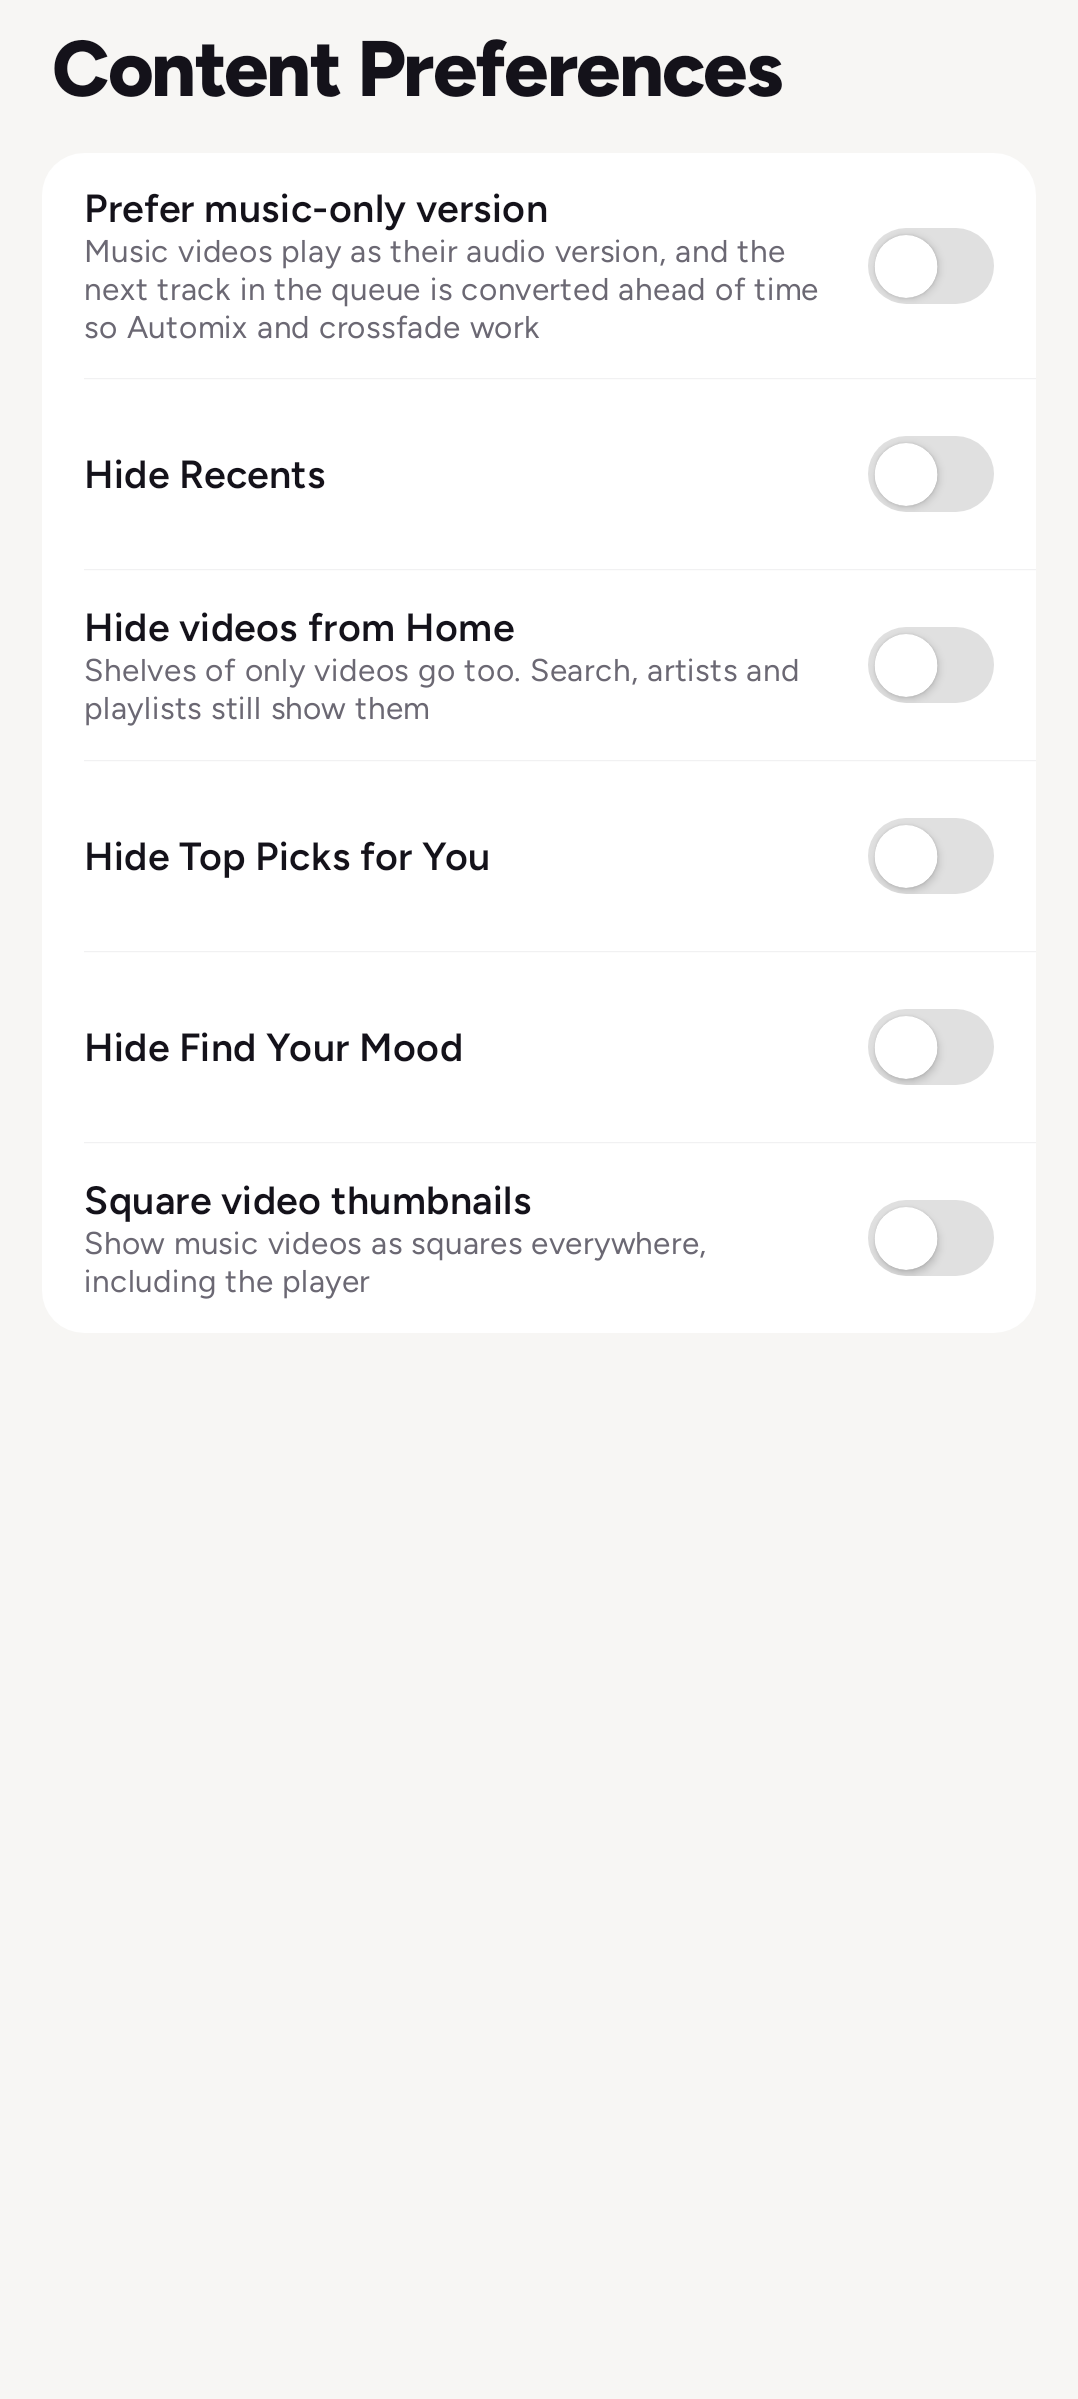 Content Preferences
Prefer music-only version
Music videos play as their audio version, and the
next track in the queue is converted ahead of time
so Automix and crossfade work
Hide Recents
Hide videos from Home
Shelves of only videos go too. Search, artists and
playlists still show them
Hide Top Picks for You
Hide Find Your Mood
Square video thumbnails
Show music videos as squares everywhere,
including the player